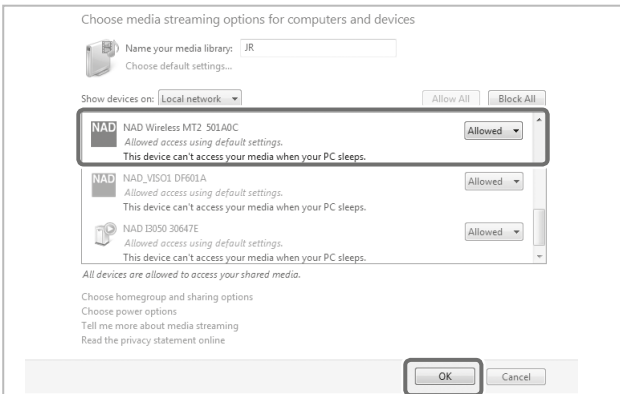 Choose media streaming options for computers and devices
Name your media library: JR
Choose default settings...
Show devices on: Local network Allow All Block All
NAD NAD Wireless MT2 501A0C Allowed
Allowed access using default settings.
This device can't access your media when your PC sleeps.
NAD NAD_VISO1 DF601A Allowed
Allowed access using default settings.
This device can't access your media when your PC sleeps.
NAD I3050 30647E Allowed
Allowed access using default settings.
This device can't access your media when your PC sleeps.
All devices are allowed to access your shared media.
Choose homegroup and sharing options
Choose power options
Tell me more about media streaming
Read the privacy statement online
OK Cancel